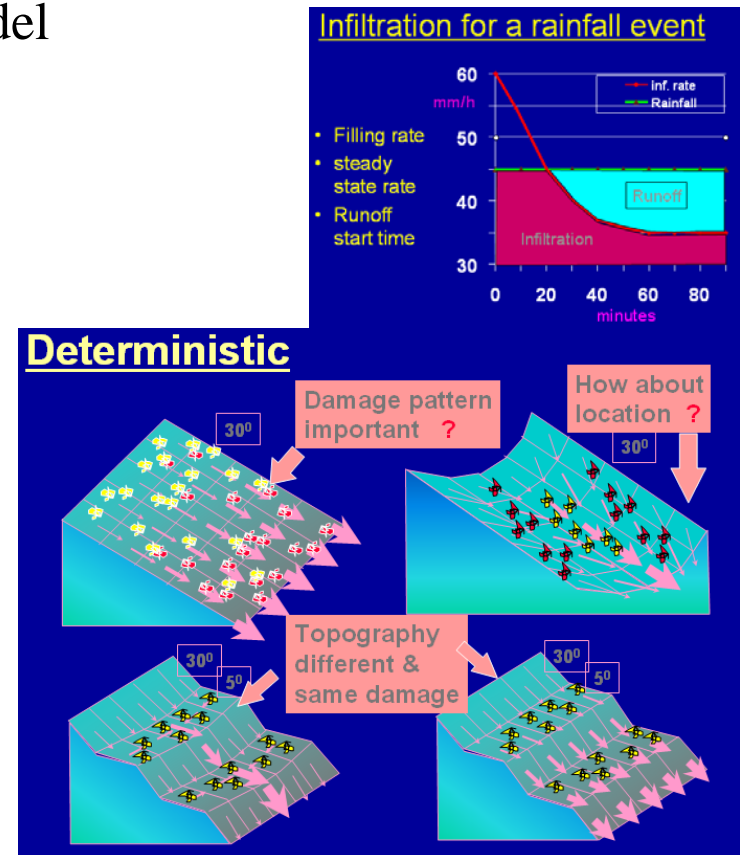 del
Infiltration for a rainfall event
60
mm/h
50
40
30
Inf. rate
Rainfall
• Filling rate
• steady
state rate
• Runoff
start time
Runoff
Infiltration
0 20 40 60 80
minutes
Deterministic
30⁰
Damage pattern
important ?
How about
location ?
30⁰
Topography
different &
same damage
30⁰
5⁰
30⁰
5⁰